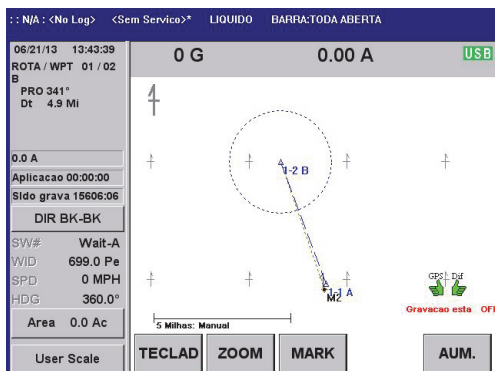 : : N/A : <No Log> <Sem Servico>* LIQUIDO BARRA:TODA ABERTA
06/21/13 13:43:39
ROTA / WPT 01 / 02
B
PRO 341°
Dt 4.9 Mi
0 G 0.00 A USB
0.0 A
Aplicacao 00:00:00
Sldo grava 15606:06
DIR BK-BK
SW# Wait-A
WID 699.0 Pe
SPD 0 MPH
HDG 360.0°
Area 0.0 Ac
User Scale
1-2 B
1-1 A
M2
GPS Dif
Gravacao esta OFF
5 Milhas: Manual
TECLAD ZOOM MARK AUM.